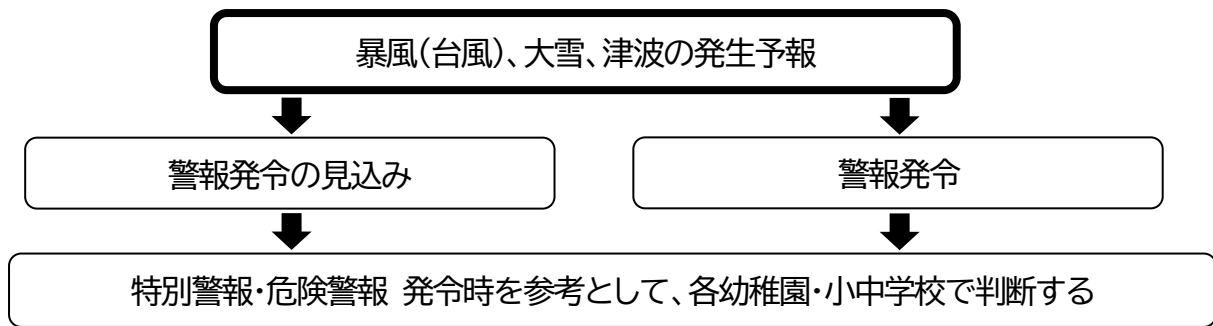 暴風(台風)、大雪、津波の発生予報
警報発令の見込み
警報発令
特別警報・危険警報 発令時を参考として、各幼稚園・小中学校で判断する